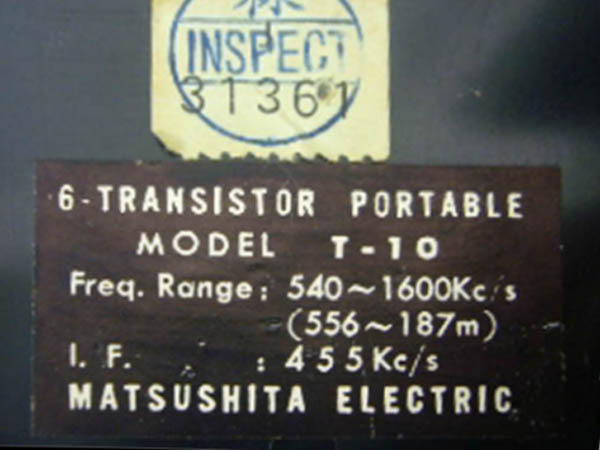 INSPECT
31361
6-TRANSISTOR PORTABLE
MODEL T-10
Freq. Range: 540~1600Kc/s
(556~187m)
I. F. : 455Kc/s
MATSUSHITA ELECTRIC